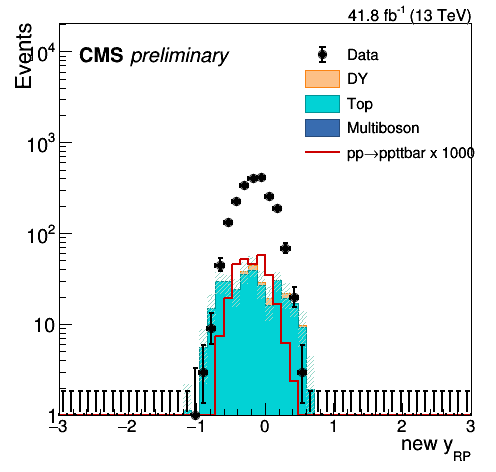 41.8 fb⁻¹ (13 TeV)
Events
CMS preliminary
Data
DY
Top
Multiboson
pp→ppttbar x 1000
10⁴
10³
10²
10
1
−3 −2 −1 0 1 2 3
new y_RP